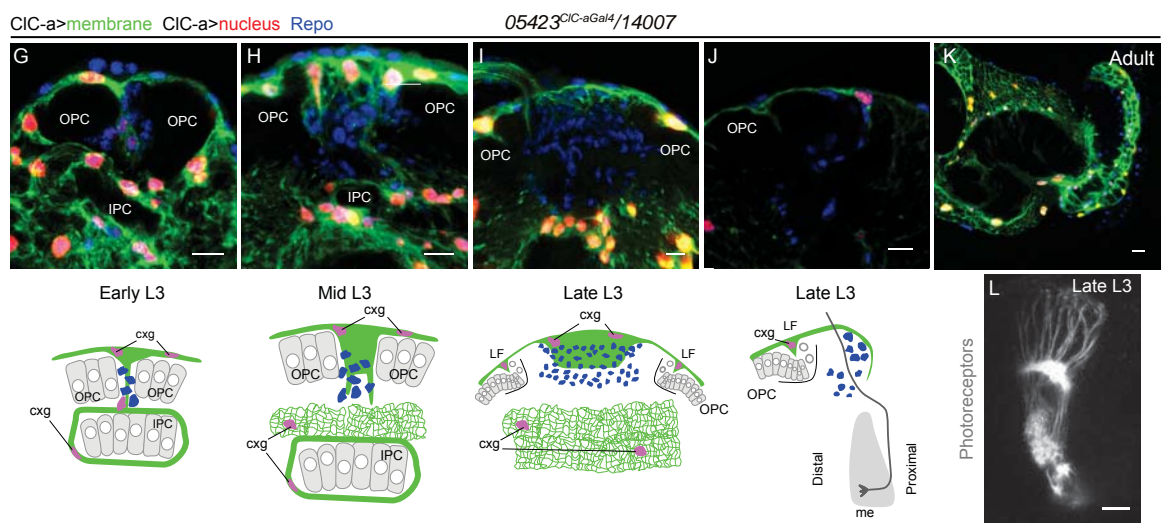 ClC-a>membrane ClC-a>nucleus Repo 05423^ClC-aGal4/14007
G H I J K Adult
OPC OPC OPC OPC OPC OPC
IPC IPC
Early L3 Mid L3 Late L3 Late L3 L Late L3
cxg cxg cxg
LF LF LF cxg
OPC OPC OPC OPC OPC OPC
IPC
cxg cxg cxg
IPC
Photoreceptors
Distal Proximal
me